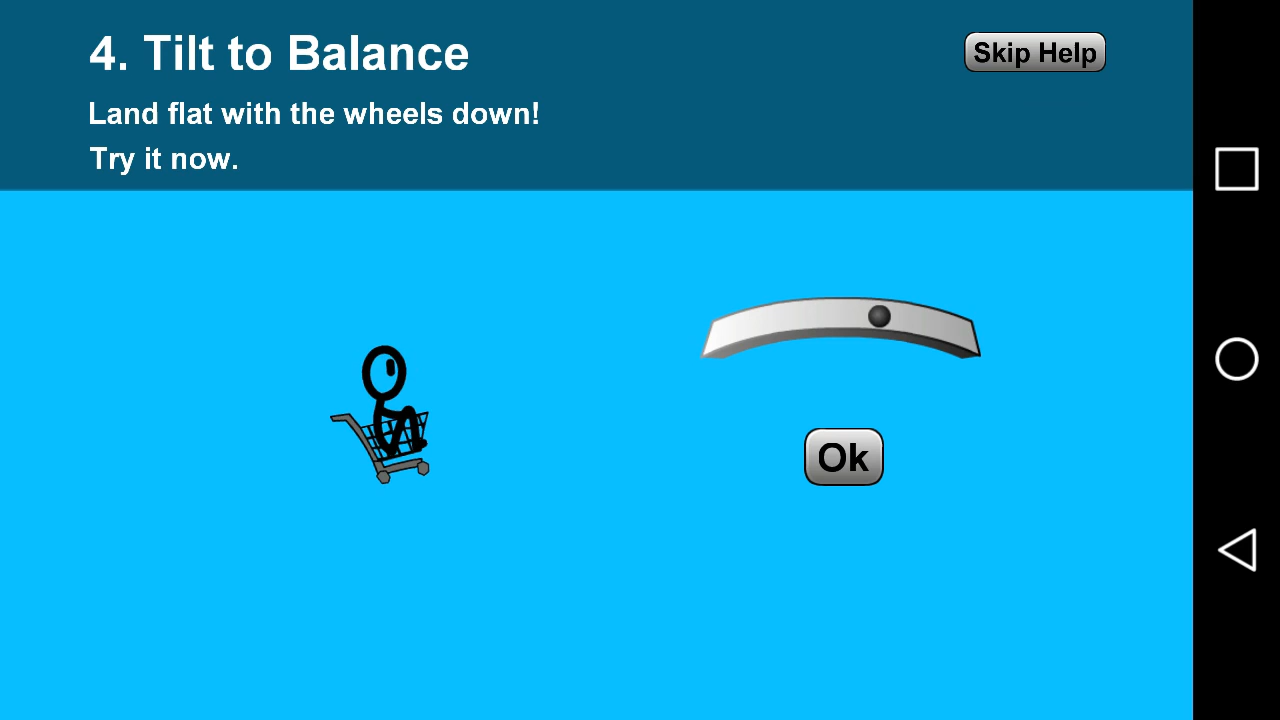 4. Tilt to Balance
Skip Help
Land flat with the wheels down!
Try it now.
Ok